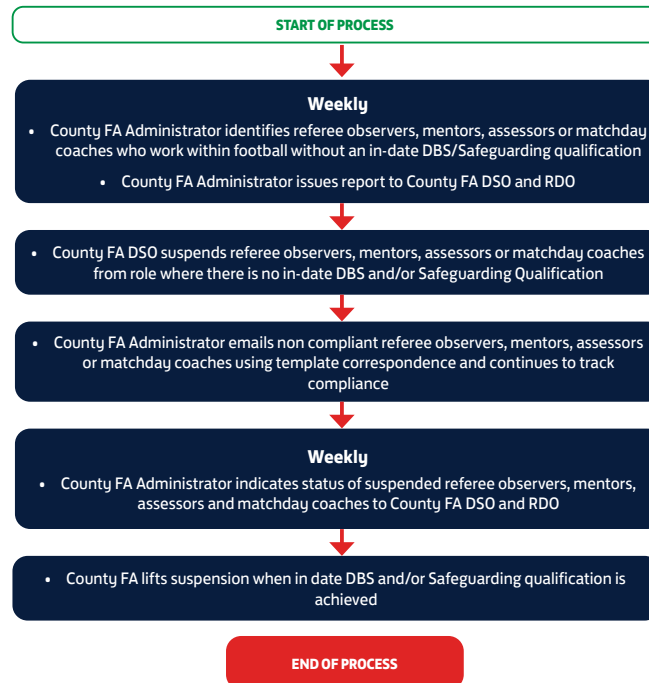 START OF PROCESS
Weekly
• County FA Administrator identifies referee observers, mentors, assessors or matchday
coaches who work within football without an in-date DBS/Safeguarding qualification
• County FA Administrator issues report to County FA DSO and RDO
• County FA DSO suspends referee observers, mentors, assessors or matchday coaches
from role where there is no in-date DBS and/or Safeguarding Qualification
• County FA Administrator emails non compliant referee observers, mentors, assessors
or matchday coaches using template correspondence and continues to track
compliance
Weekly
• County FA Administrator indicates status of suspended referee observers, mentors,
assessors and matchday coaches to County FA DSO and RDO
• County FA lifts suspension when in date DBS and/or Safeguarding qualification is
achieved
END OF PROCESS